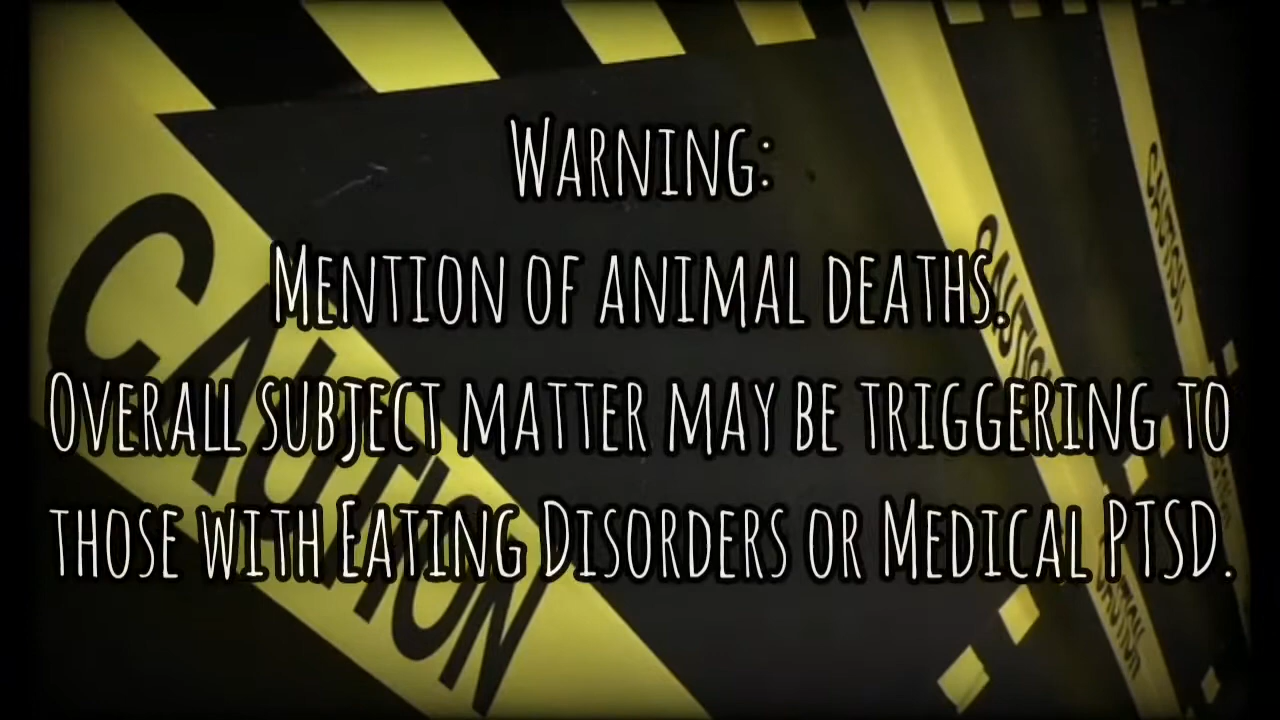 Warning:
Mention of animal deaths.
Overall subject matter may be triggering to
those with Eating Disorders or Medical PTSD.
CAUTION
CAUTION
CAUTION
CAUTION